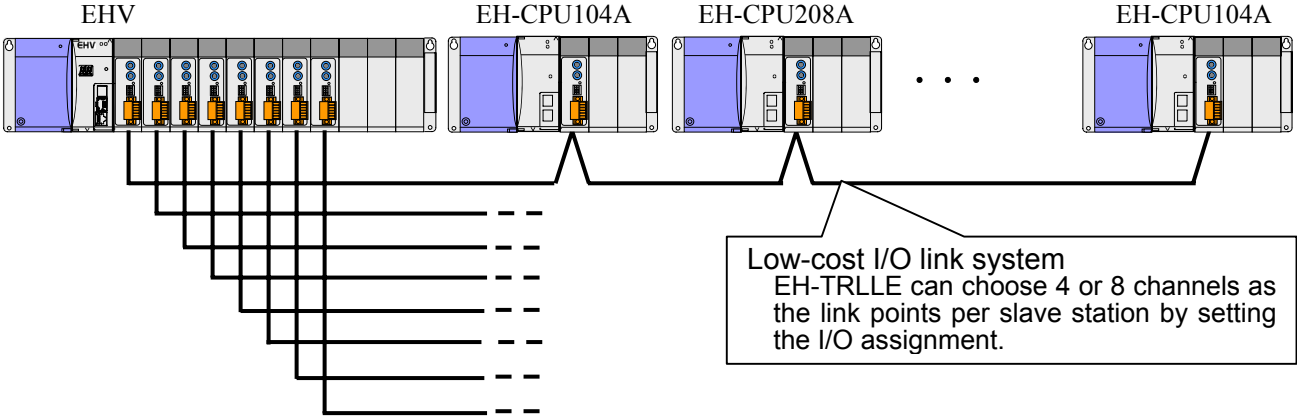 EHV
EH-CPU104A
EH-CPU208A
EH-CPU104A
EHV
Low-cost I/O link system
EH-TRLLE can choose 4 or 8 channels as
the link points per slave station by setting
the I/O assignment.